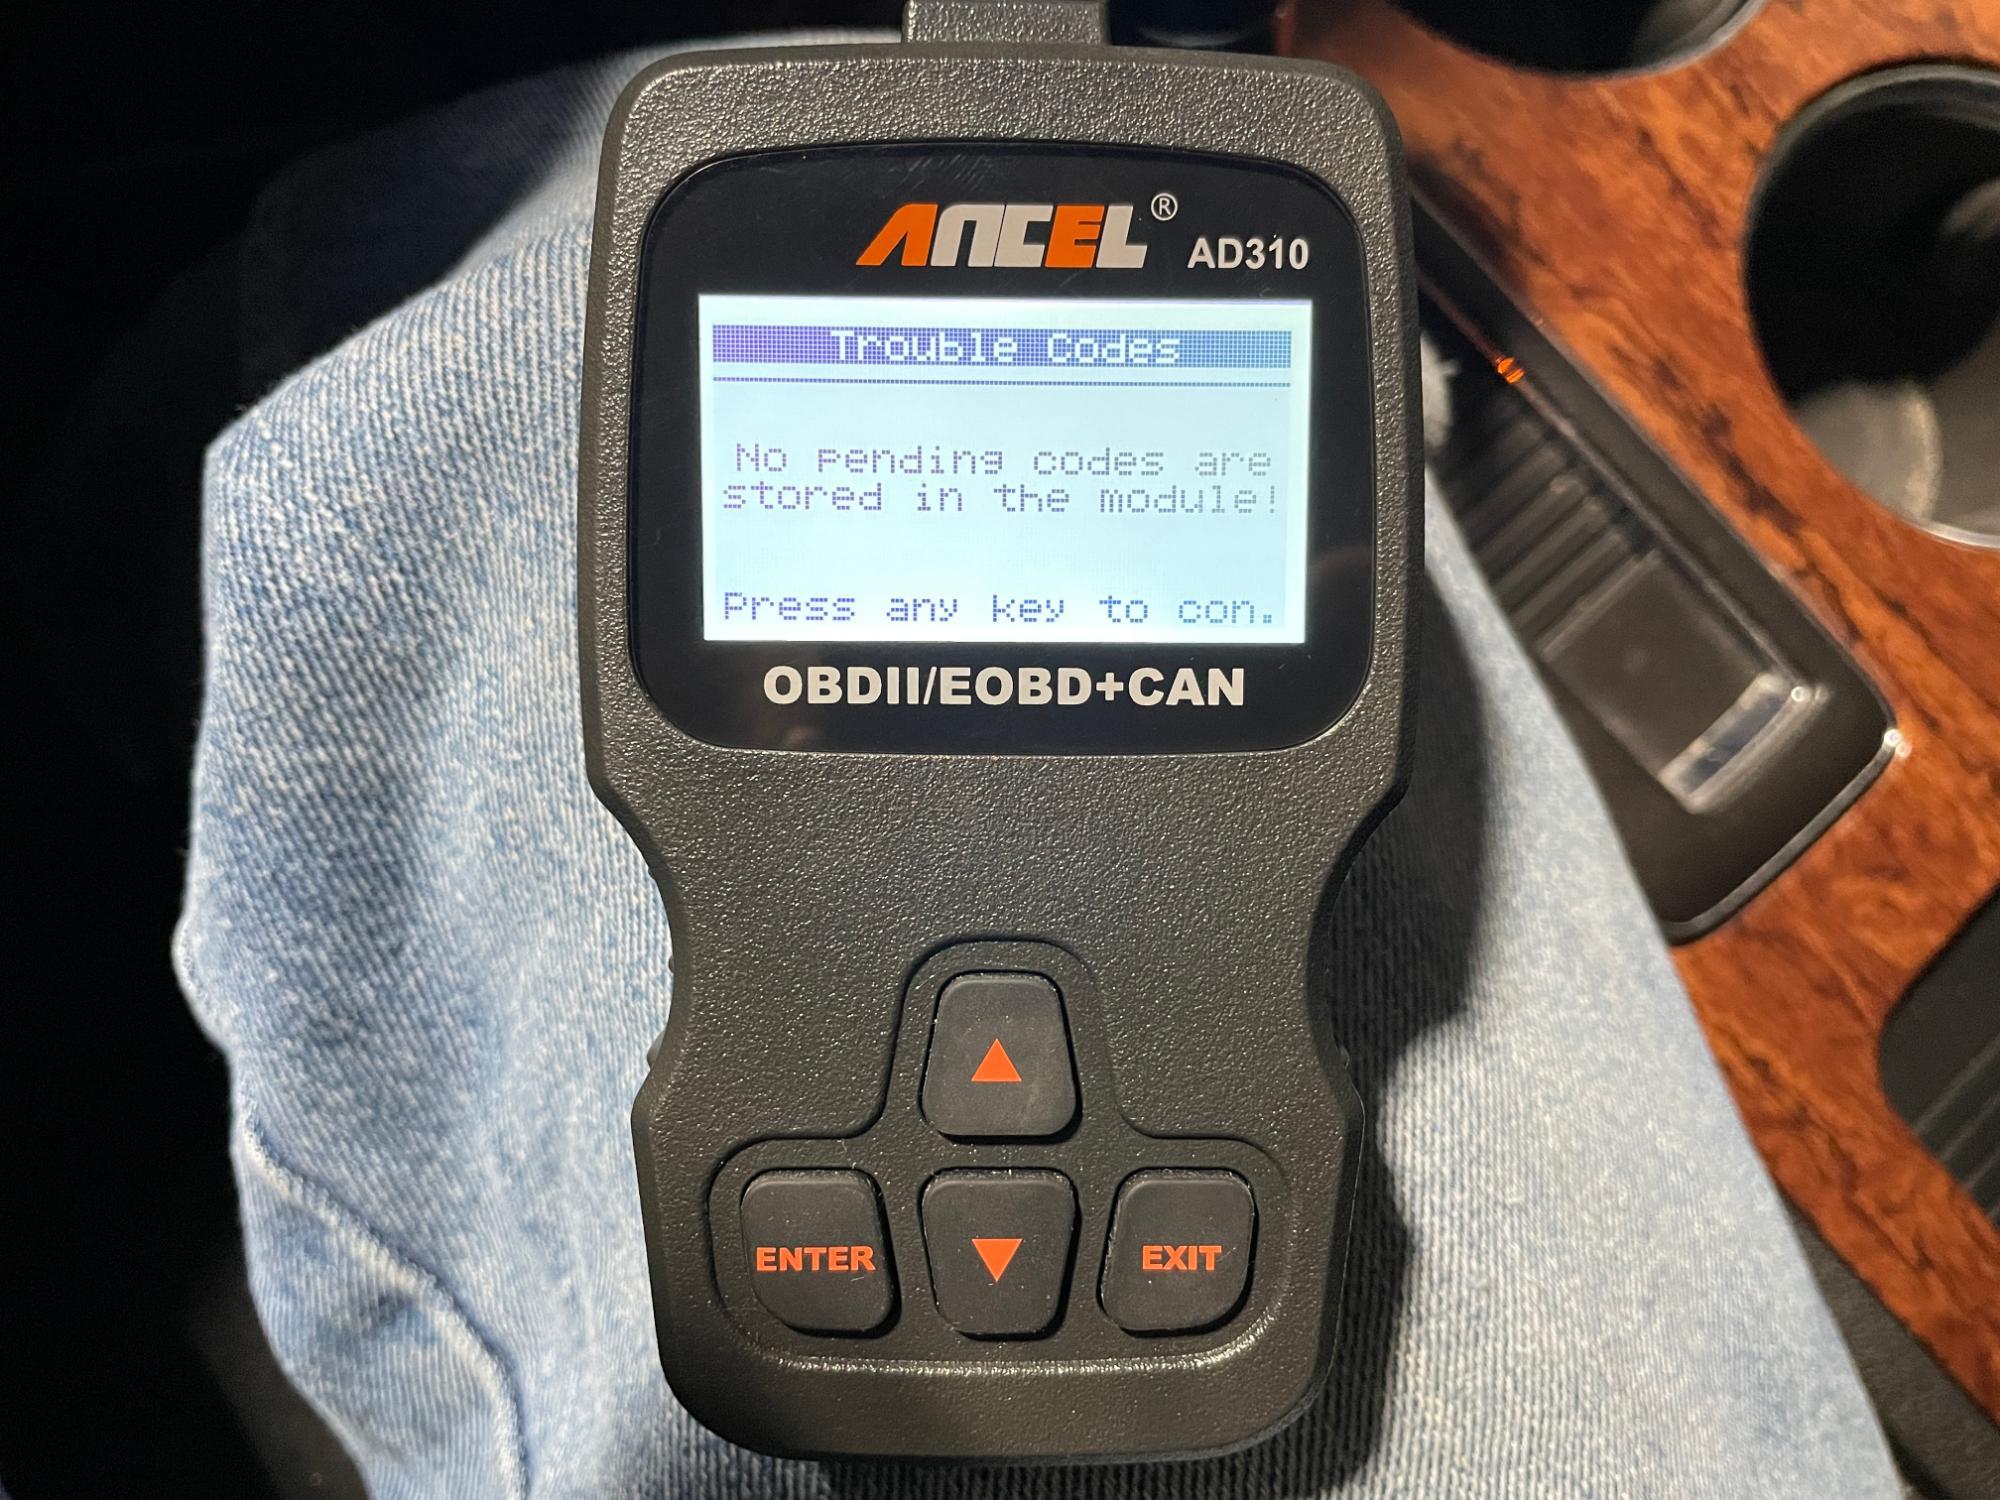 ANCEL® AD310
Trouble Codes
No pending codes are
stored in the module!
Press any key to con.
OBDII/EOBD+CAN
ENTER
EXIT